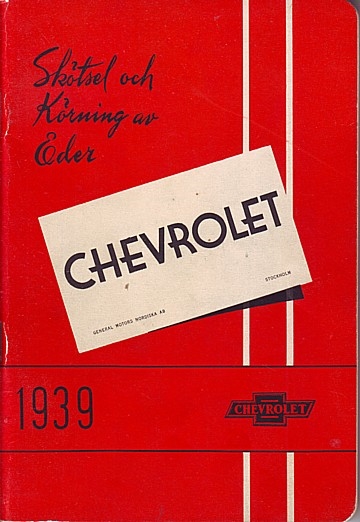 Skötsel och
Körning av
Eder
CHEVROLET
GENERAL MOTORS NORDISKA AB
STOCKHOLM
1939
CHEVROLET